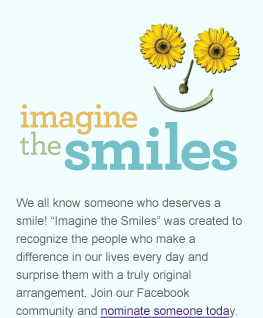 imagine
the smiles
We all know someone who deserves a
smile! “Imagine the Smiles” was created to
recognize the people who make a
difference in our lives every day and
surprise them with a truly original
arrangement. Join our Facebook
community and nominate someone today.